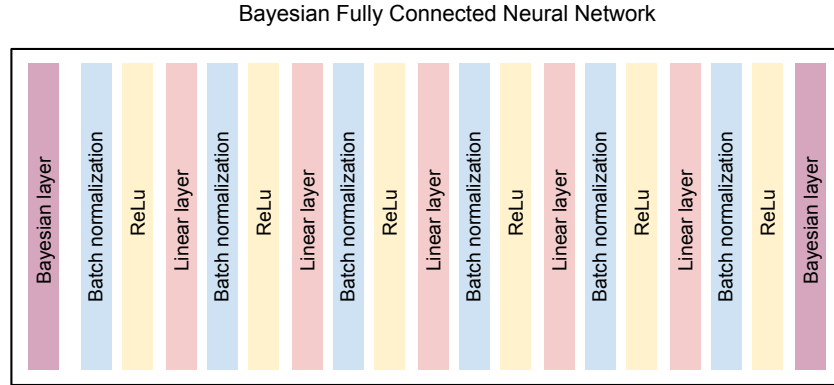 Bayesian Fully Connected Neural Network
Bayesian layer
Batch normalization
ReLu
Linear layer
Batch normalization
ReLu
Linear layer
Batch normalization
ReLu
Linear layer
Batch normalization
ReLu
Linear layer
Batch normalization
ReLu
Linear layer
Batch normalization
ReLu
Bayesian layer